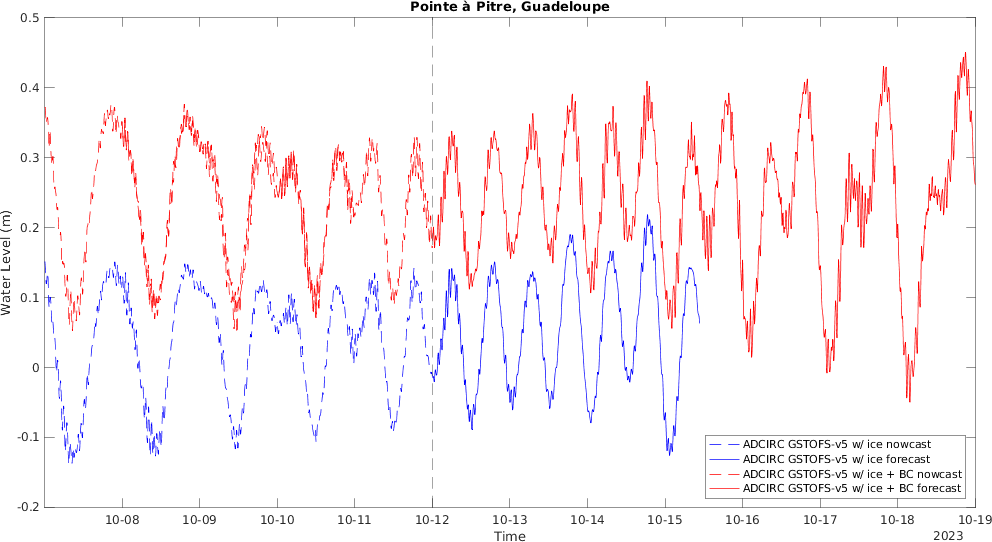 Pointe à Pitre, Guadeloupe
0.5
0.4
0.3
0.2
0.1
0
-0.1
-0.2
Water Level (m)
10-08 10-09 10-10 10-11 10-12 10-13 10-14 10-15 10-16 10-17 10-18 10-19
Time
2023
ADCIRC GSTOFS-v5 w/ ice nowcast
ADCIRC GSTOFS-v5 w/ ice forecast
ADCIRC GSTOFS-v5 w/ ice + BC nowcast
ADCIRC GSTOFS-v5 w/ ice + BC forecast